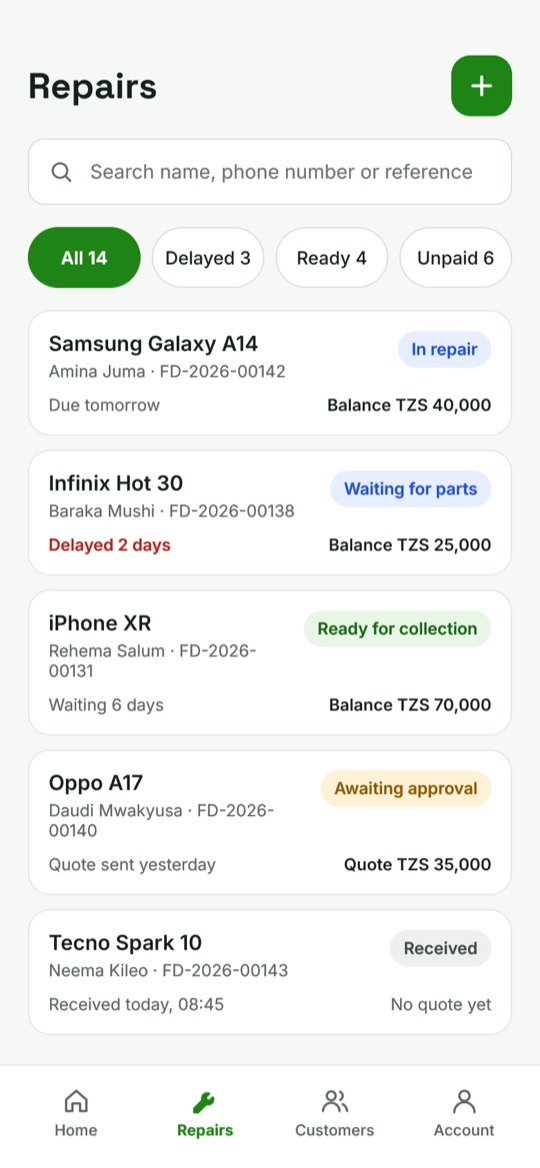 Repairs
Search name, phone number or reference
All 14
Delayed 3
Ready 4
Unpaid 6
Samsung Galaxy A14
In repair
Amina Juma · FD-2026-00142
Due tomorrow
Balance TZS 40,000
Infinix Hot 30
Waiting for parts
Baraka Mushi · FD-2026-00138
Delayed 2 days
Balance TZS 25,000
iPhone XR
Ready for collection
Rehema Salum · FD-2026-
00131
Waiting 6 days
Balance TZS 70,000
Oppo A17
Awaiting approval
Daudi Mwakyusa · FD-2026-
00140
Quote sent yesterday
Quote TZS 35,000
Tecno Spark 10
Received
Neema Kileo · FD-2026-00143
Received today, 08:45
No quote yet
Home
Repairs
Customers
Account